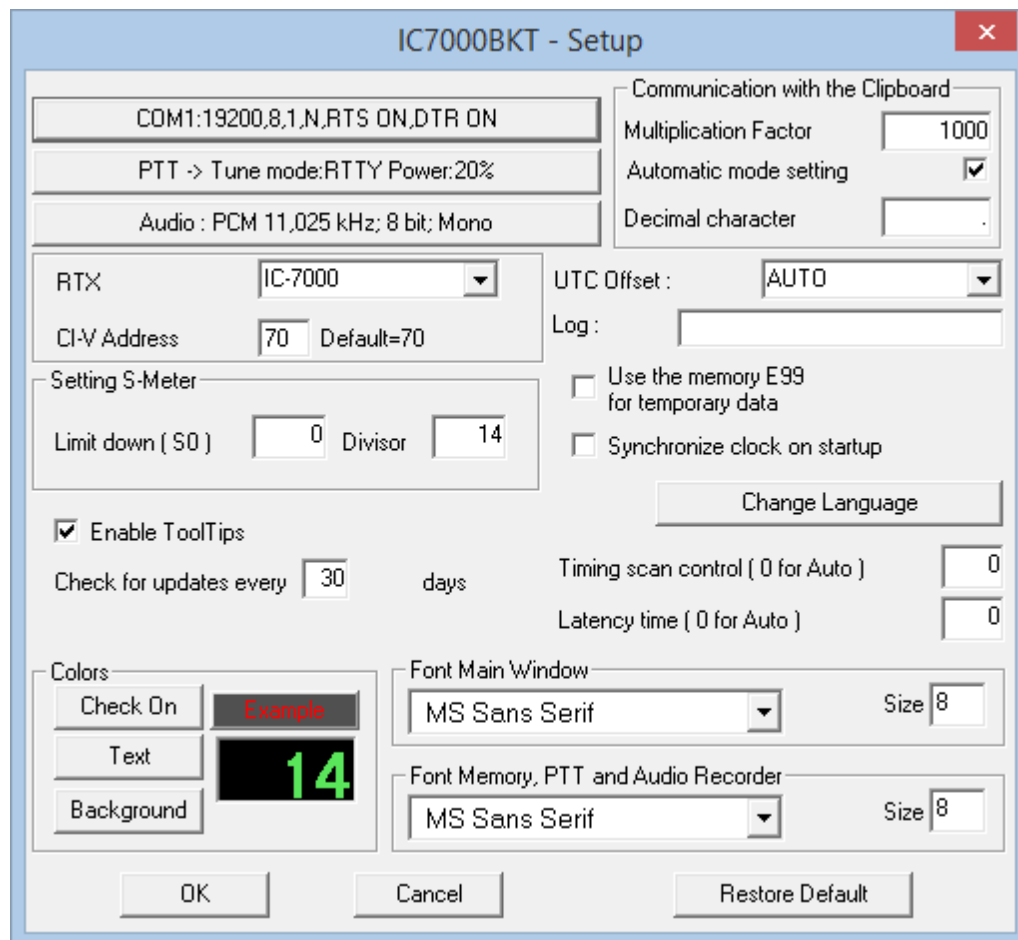 IC7000BKT - Setup
COM1:19200,8,1,N,RTS ON,DTR ON
PTT -> Tune mode:RTTY Power:20%
Audio : PCM 11,025 kHz; 8 bit; Mono
Communication with the Clipboard
Multiplication Factor 1000
Automatic mode setting
Decimal character .
RTX IC-7000
CI-V Address 70 Default=70
UTC Offset : AUTO
Log :
Setting S-Meter
Limit down ( S0 ) 0 Divisor 14
Use the memory E99
for temporary data
Synchronize clock on startup
Change Language
Enable ToolTips
Check for updates every 30 days
Timing scan control ( 0 for Auto ) 0
Latency time ( 0 for Auto ) 0
Colors
Check On Example
Text
14
Background
Font Main Window
MS Sans Serif Size 8
Font Memory, PTT and Audio Recorder
MS Sans Serif Size 8
OK Cancel Restore Default